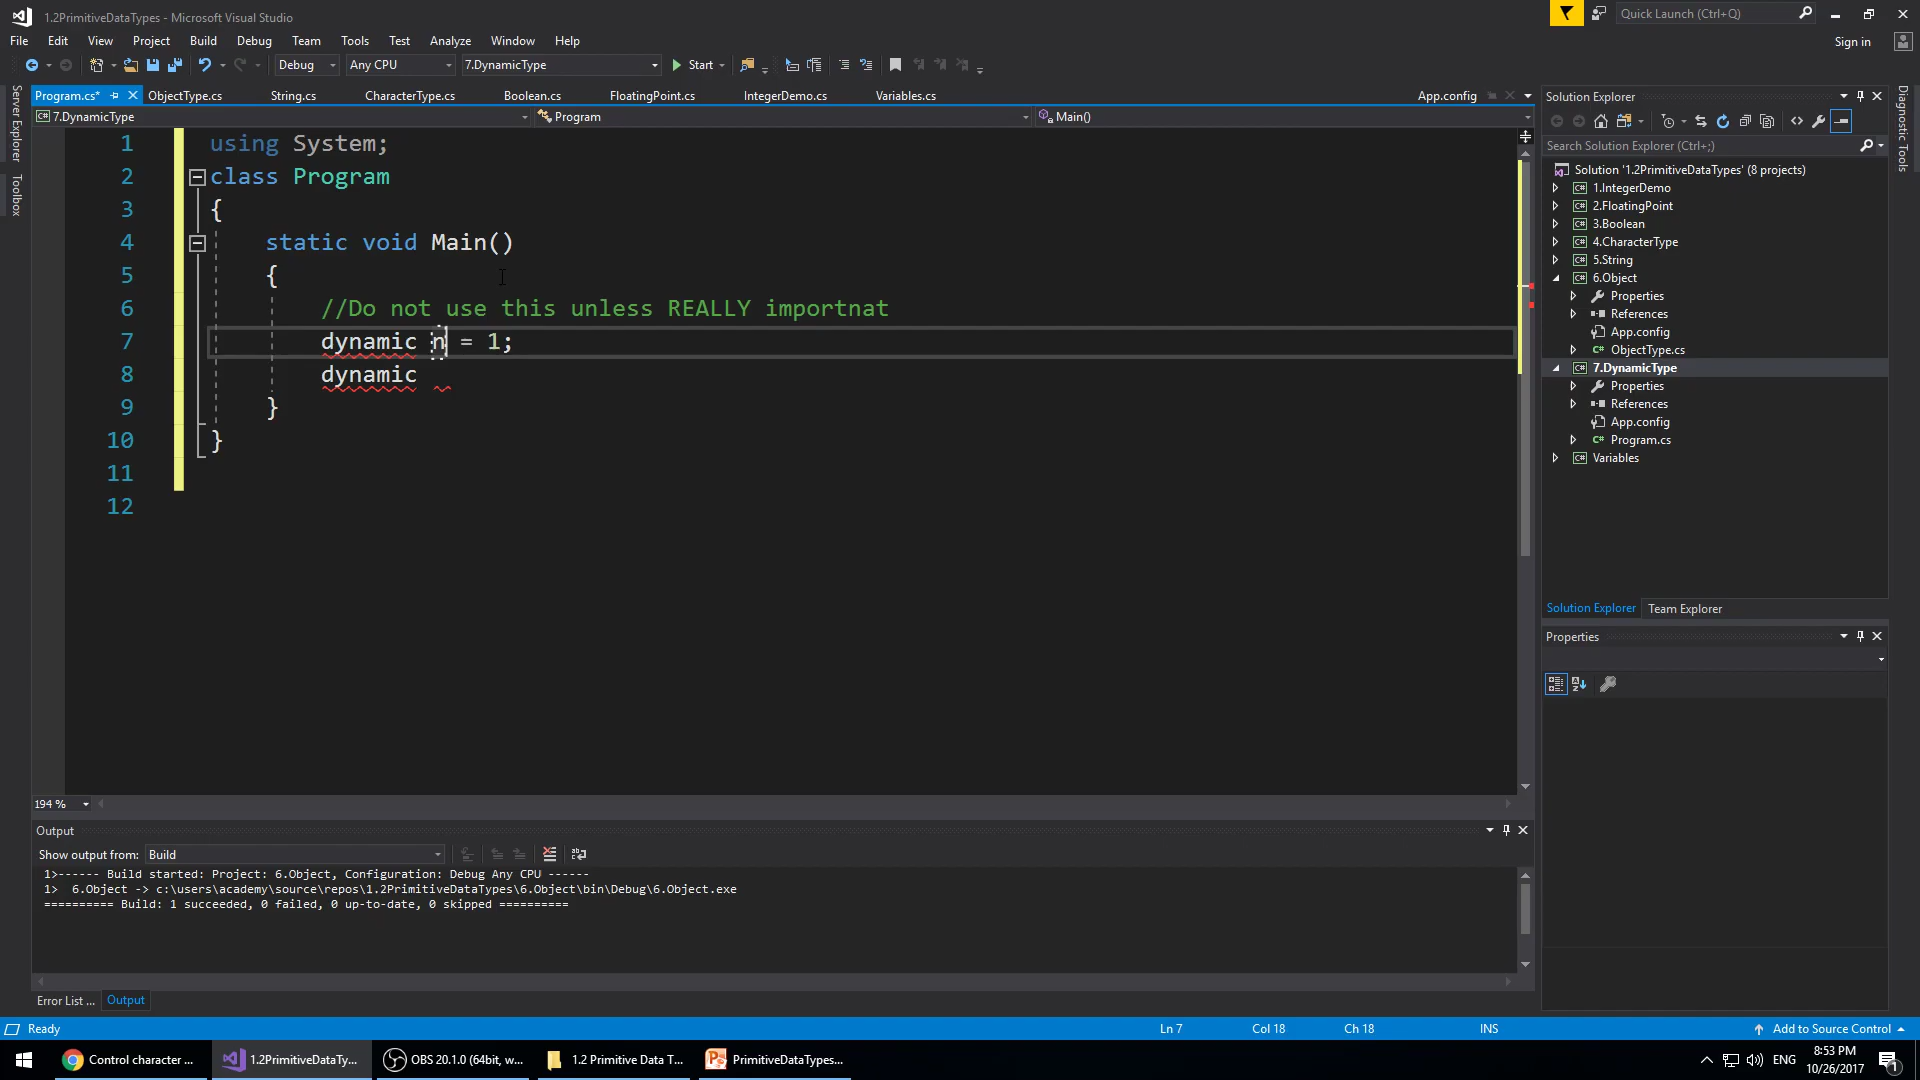 1.2PrimitiveDataTypes - Microsoft Visual Studio
Quick Launch (Ctrl+Q)
File Edit View Project Build Debug Team Tools Test Analyze Window Help
Sign in
Debug Any CPU 7.DynamicType Start
Program.cs* ObjectType.cs String.cs CharacterType.cs Boolean.cs FloatingPoint.cs IntegerDemo.cs Variables.cs App.config
7.DynamicType Program Main()
Server Explorer
Toolbox
1 using System;
2 class Program
3 {
4 static void Main()
5 {
6 //Do not use this unless REALLY importnat
7 dynamic n = 1;
8 dynamic
9 }
10 }
11
12
194 %
Solution Explorer
Search Solution Explorer (Ctrl+;)
Solution '1.2PrimitiveDataTypes' (8 projects)
C# 1.IntegerDemo
C# 2.FloatingPoint
C# 3.Boolean
C# 4.CharacterType
C# 5.String
C# 6.Object
Properties
References
App.config
C# ObjectType.cs
C# 7.DynamicType
Properties
References
App.config
C# Program.cs
C# Variables
Solution Explorer Team Explorer
Properties
Diagnostic Tools
Output
Show output from: Build
1>------ Build started: Project: 6.Object, Configuration: Debug Any CPU ------
1>  6.Object -> c:\users\academy\source\repos\1.2PrimitiveDataTypes\6.Object\bin\Debug\6.Object.exe
========== Build: 1 succeeded, 0 failed, 0 up-to-date, 0 skipped ==========
Error List ... Output
Ready Ln 7 Col 18 Ch 18 INS Add to Source Control
Control character ... 1.2PrimitiveDataTy... OBS 20.1.0 (64bit, w... 1.2 Primitive Data T... PrimitiveDataTypes... ENG 8:53 PM
10/26/2017
1